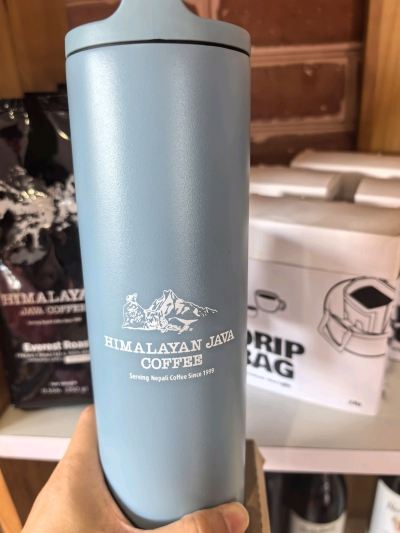 HIMALAYAN JAVA
COFFEE
Serving Nepali Coffee Since 1999
HIMALAYAN
JAVA COFFEE
Everest Roast
DRIP
BAG